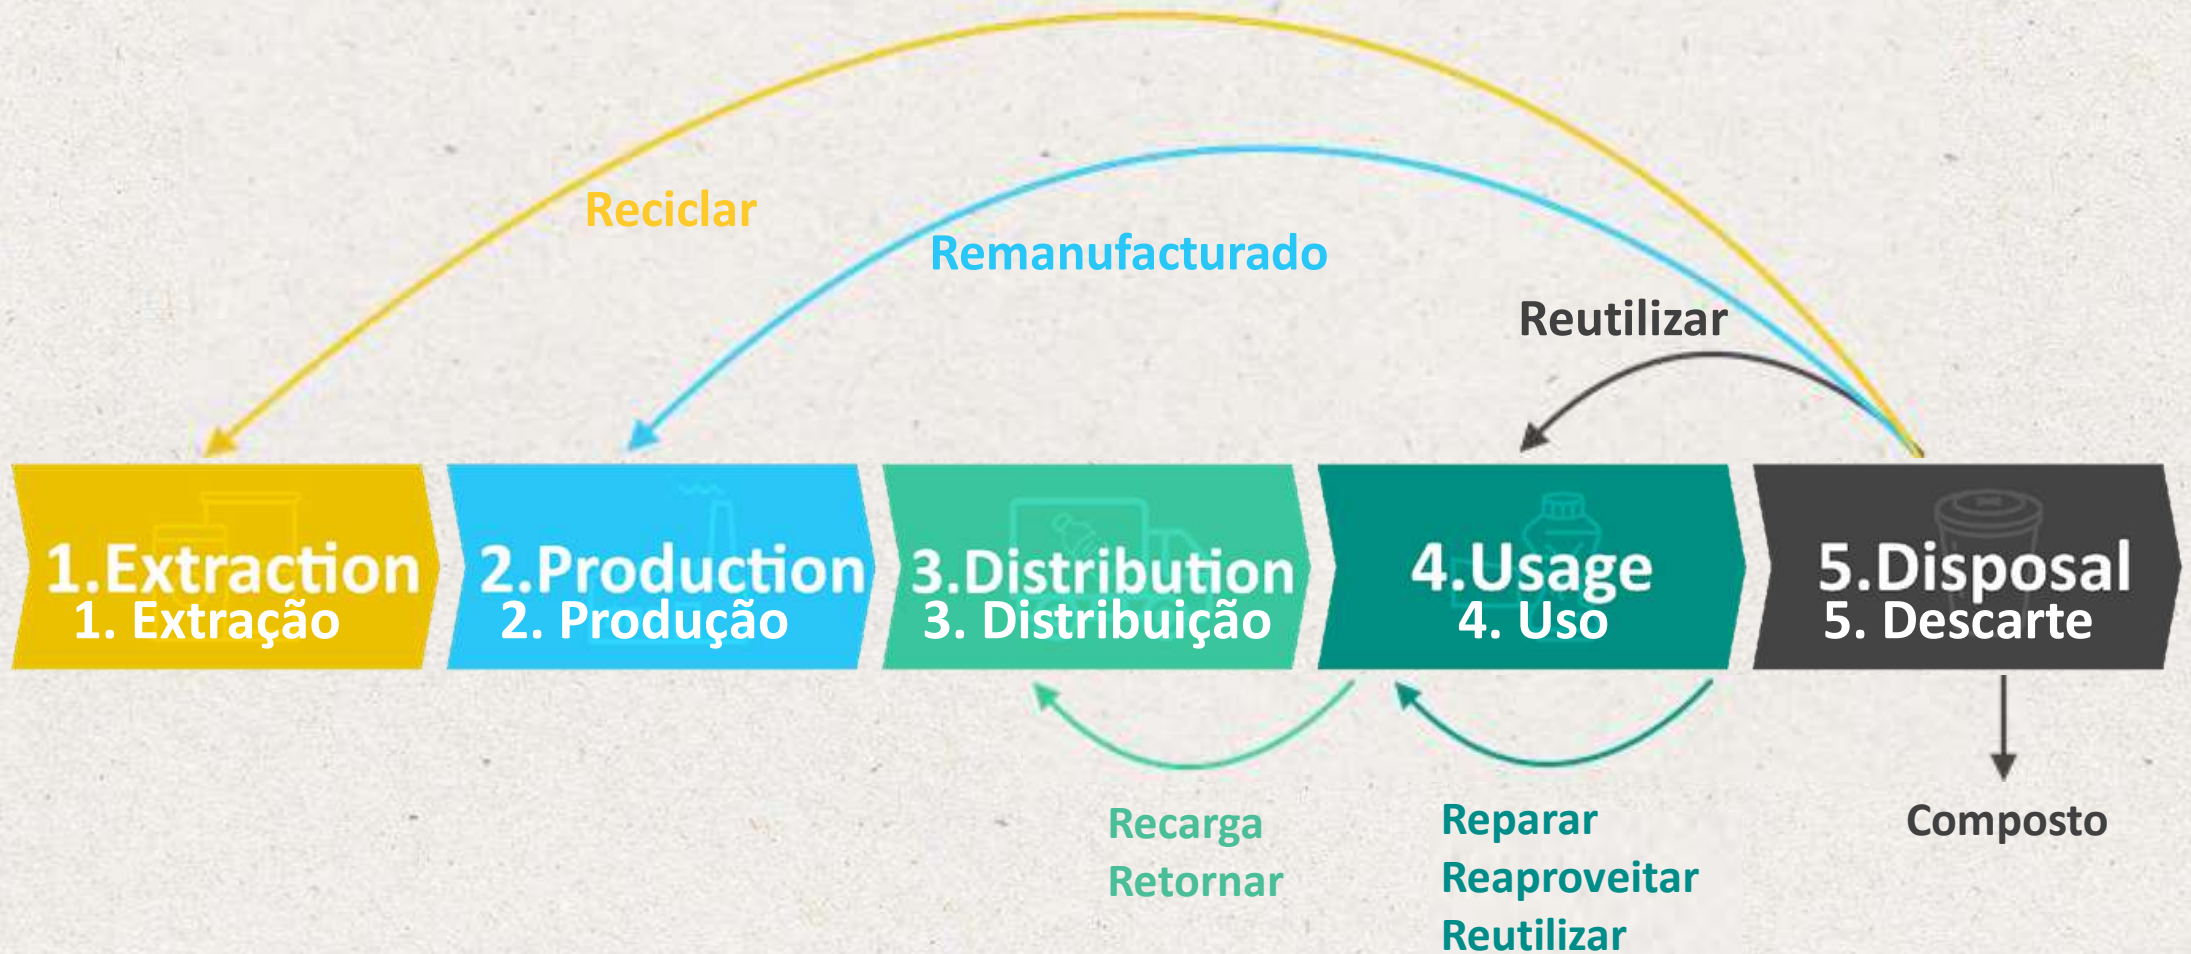 Reciclar
Remanufacturado
Reutilizar
1.Extraction
1. Extração
2.Production
2. Produção
3.Distribution
3. Distribuição
4.Usage
4. Uso
5.Disposal
5. Descarte
Recarga
Retornar
Reparar
Reaproveitar
Reutilizar
Composto